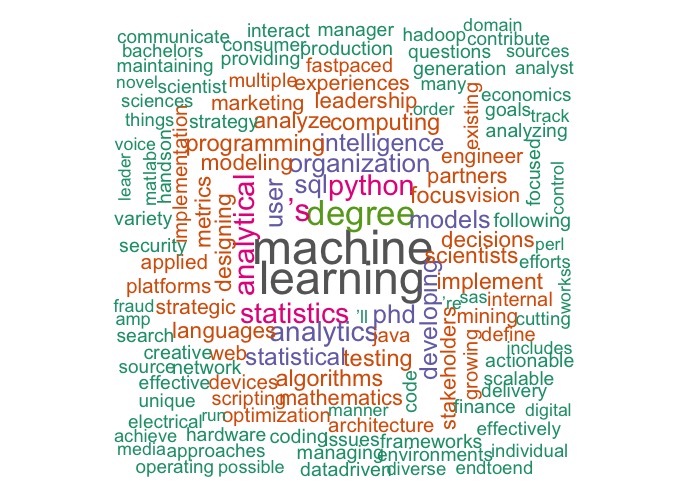 domain
interact manager
communicate hadoop contribute
bachelors consumer production questions sources
maintaining providing fastpaced generation analyst
novel scientist multiple experiences many
sciences marketing leadership order existing economics
things strategy analyze computing goals track
implementation programming intelligence analyzing
voice handson modeling organization engineer focused
leader matlab metrics analytical user sql python partners control
designing 's degree focus vision
variety models following
security machine decisions perl
applied learning scientists efforts
platforms developing implement works
fraud strategic statistics 'll phd 're sas internal
amp languages analytics java stakeholders mining cutting
search web statistical testing growing define
creative includes
source network algorithms actionable
effective devices mathematics code scalable
unique scripting manner finance delivery
electrical run optimization architecture digital
achieve hardware coding issues frameworks effectively
media approaches managing environments individual
operating possible datadriven diverse endtoend